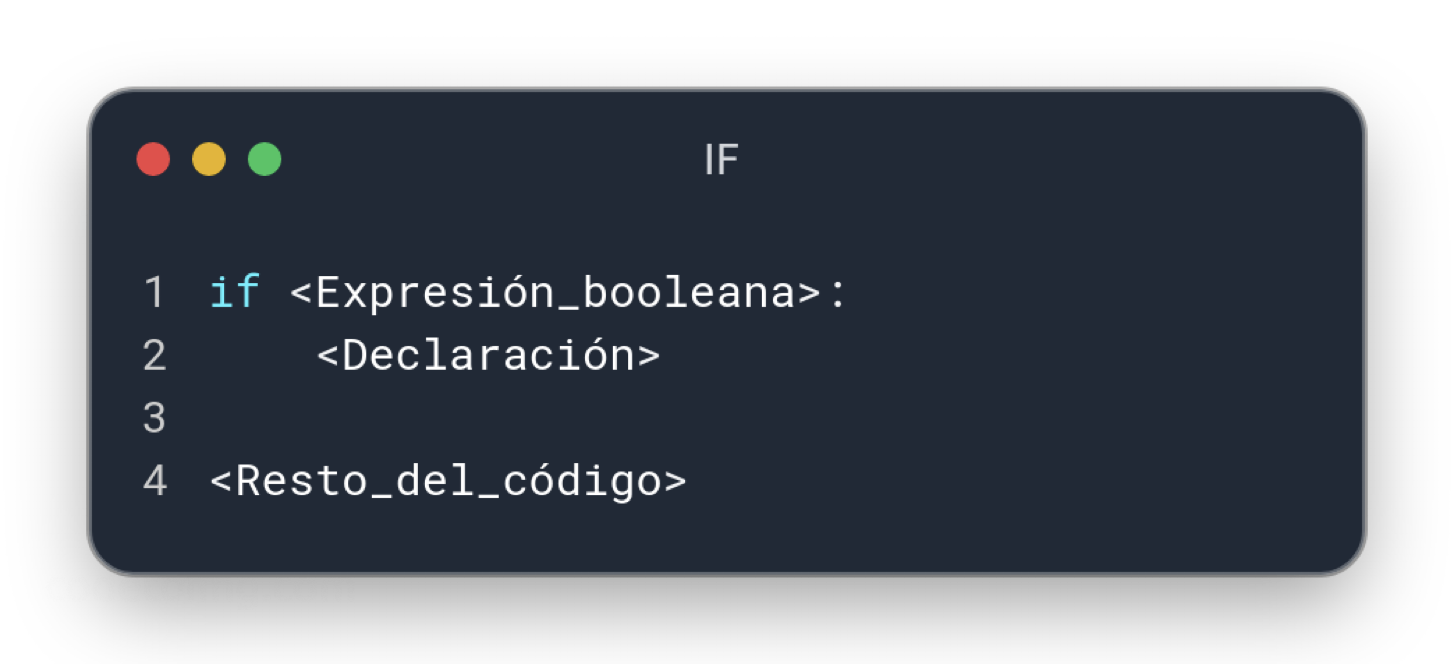 IF
1 if <Expresión_booleana>:
2     <Declaración>
3
4 <Resto_del_código>